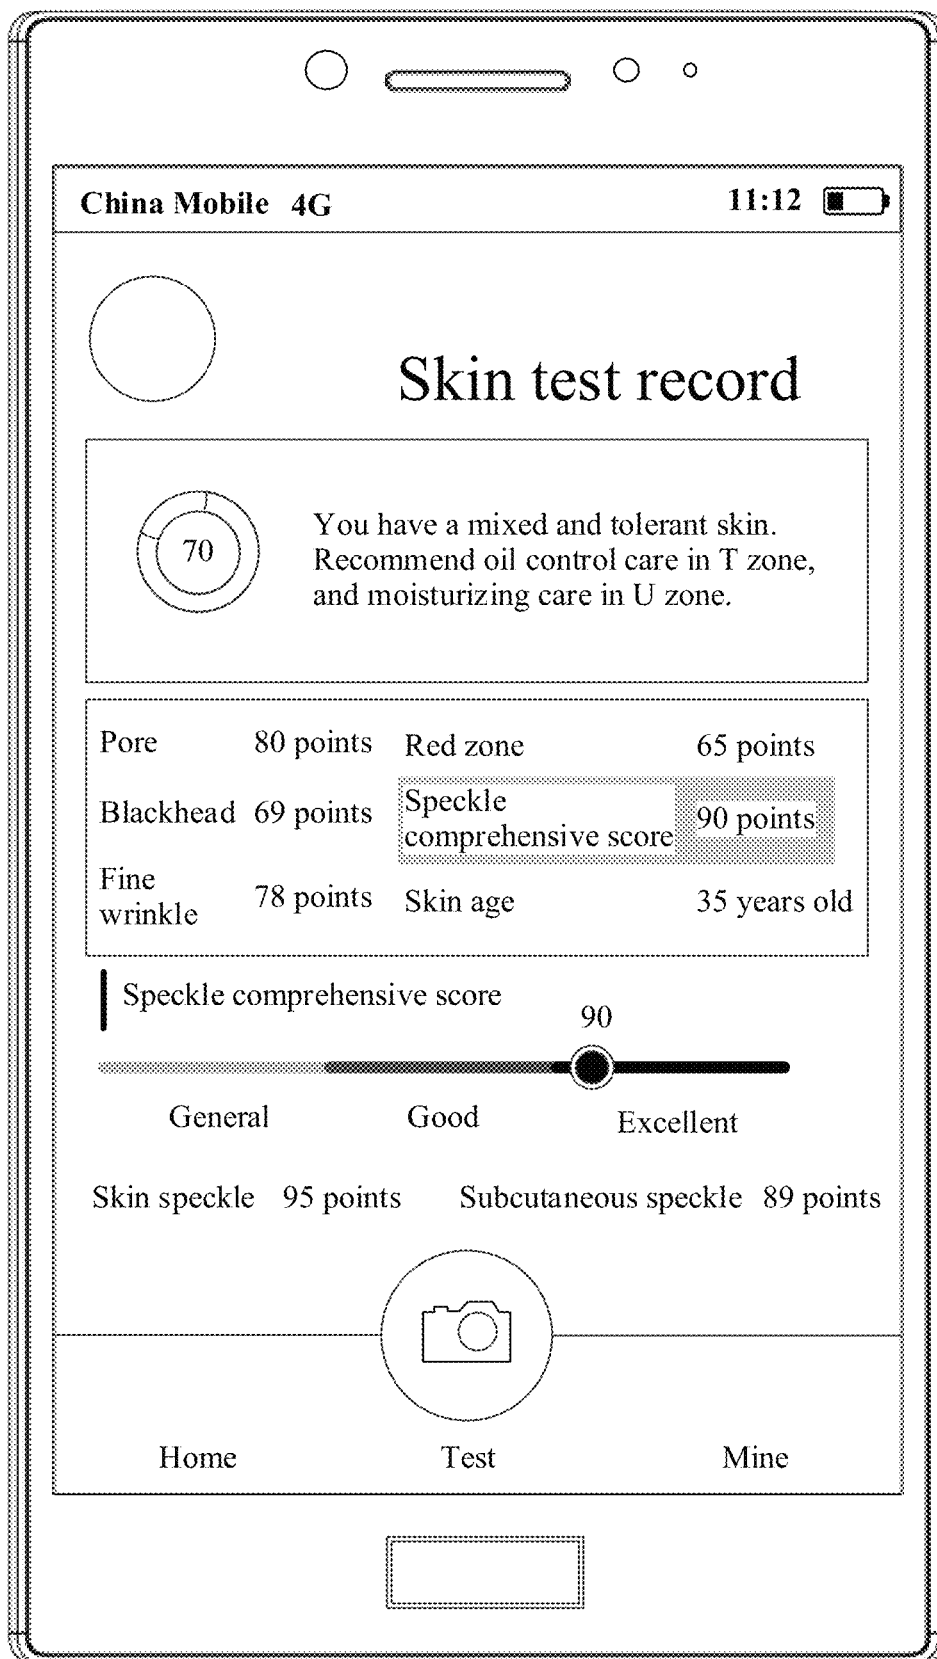 China Mobile 4G 11:12
Skin test record
70
You have a mixed and tolerant skin.
Recommend oil control care in T zone,
and moisturizing care in U zone.
Pore 80 points Red zone 65 points
Blackhead 69 points
Speckle
comprehensive score 90 points
Fine
wrinkle 78 points Skin age 35 years old
Speckle comprehensive score
90
General Good Excellent
Skin speckle 95 points Subcutaneous speckle 89 points
Home Test Mine